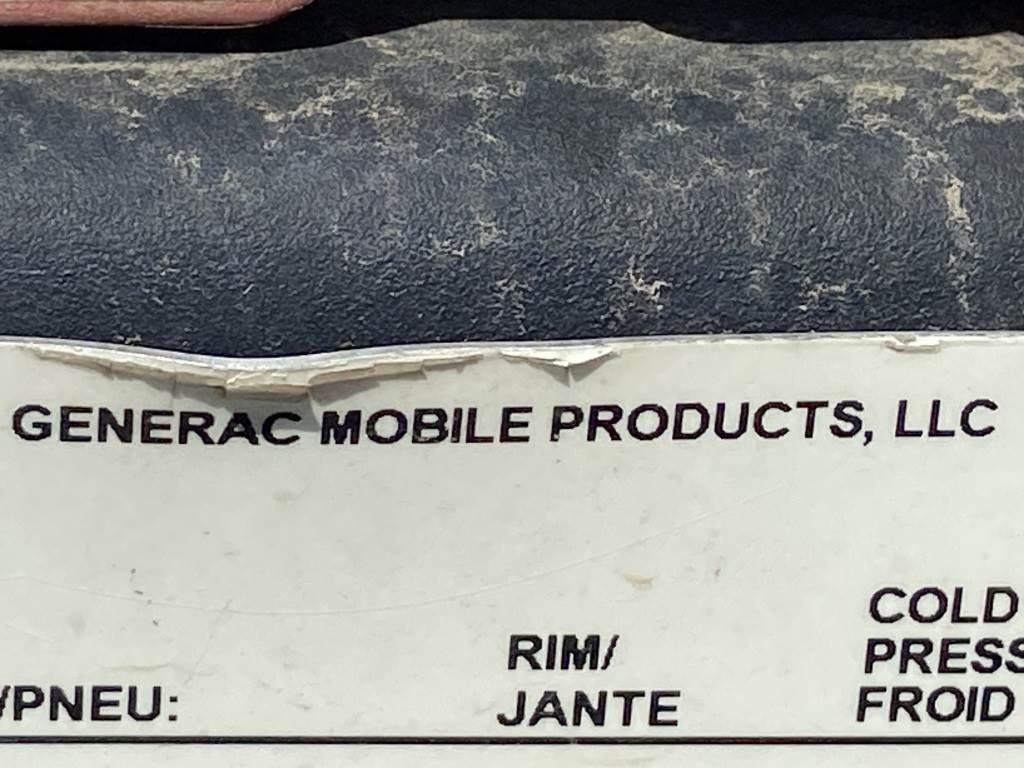 GENERAC MOBILE PRODUCTS, LLC
COLD
RIM/
PRESS
/PNEU:
JANTE
FROID